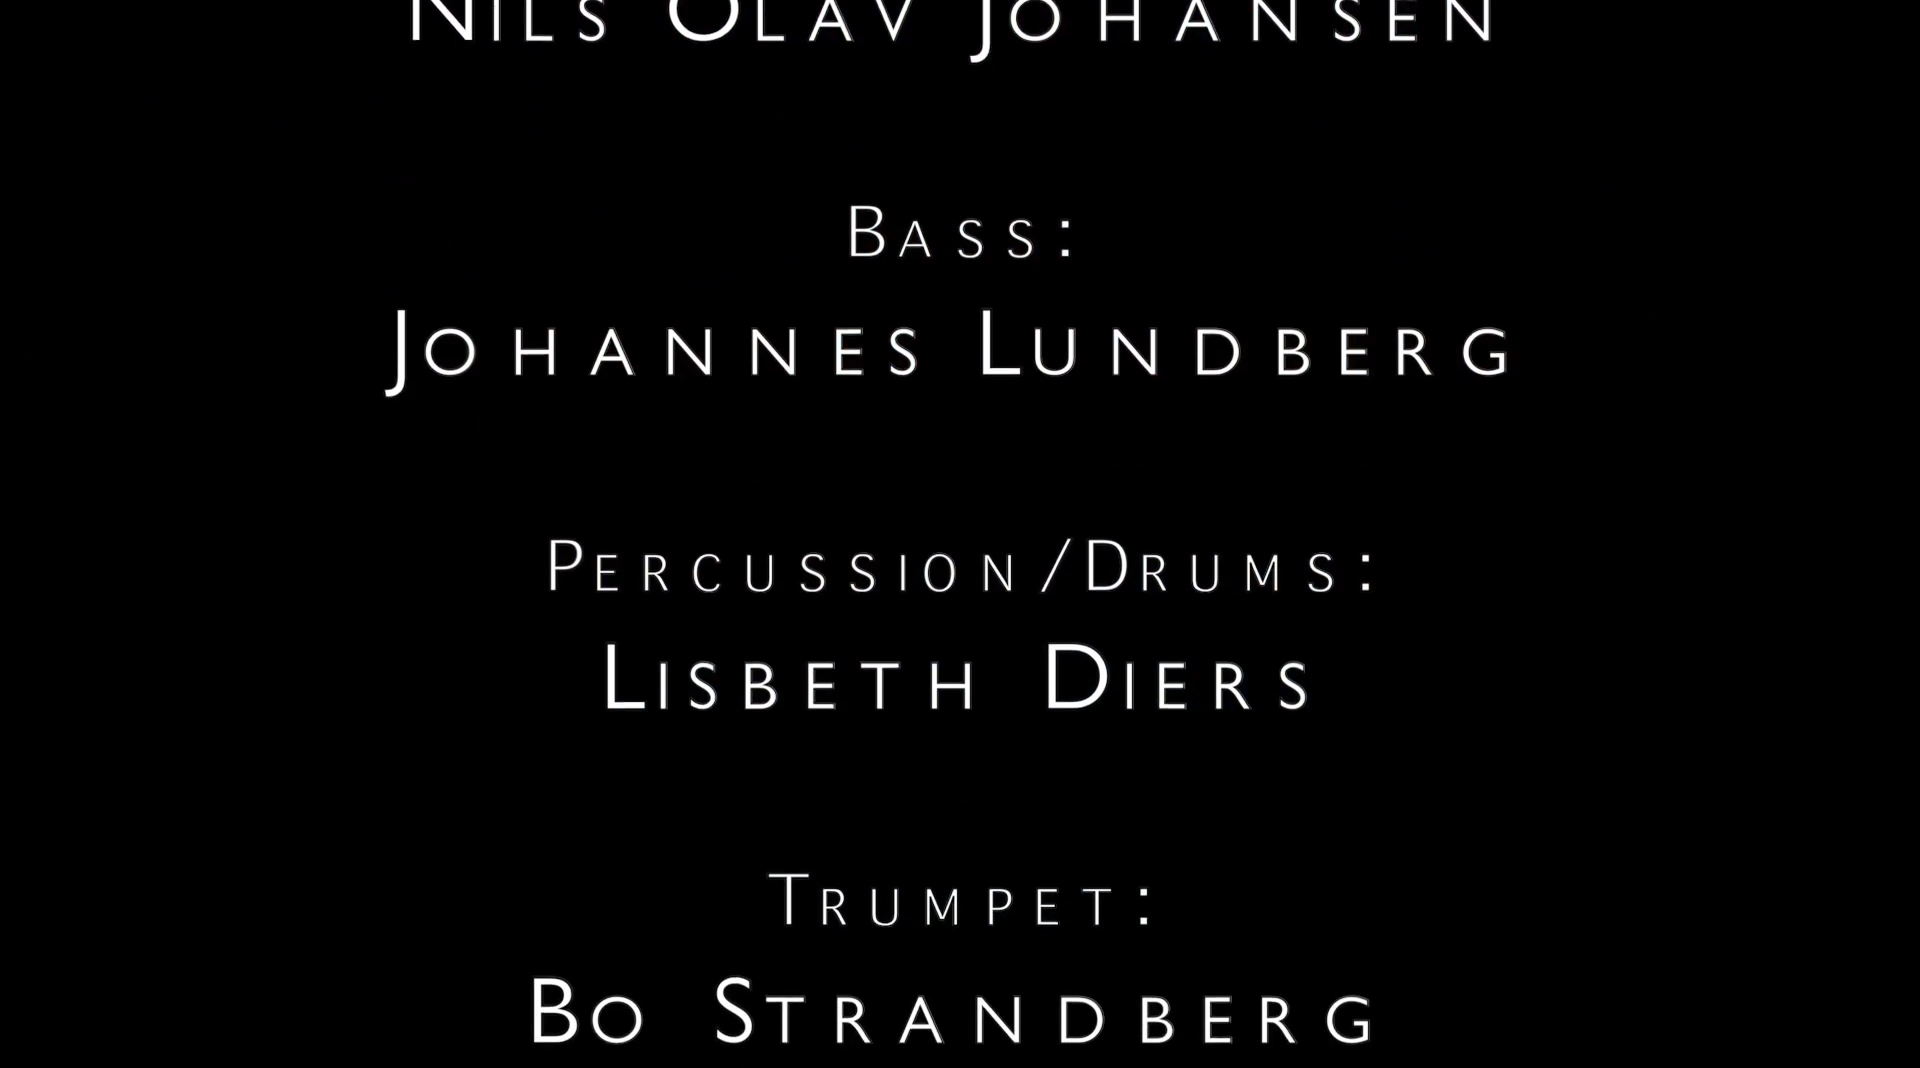 Nils Olav Johansen
Bass:
Johannes Lundberg
Percussion/Drums:
Lisbeth Diers
Trumpet:
Bo Strandberg